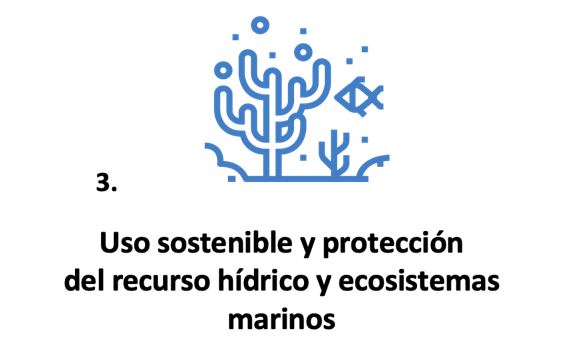 3.
Uso sostenible y protección
del recurso hídrico y ecosistemas
marinos